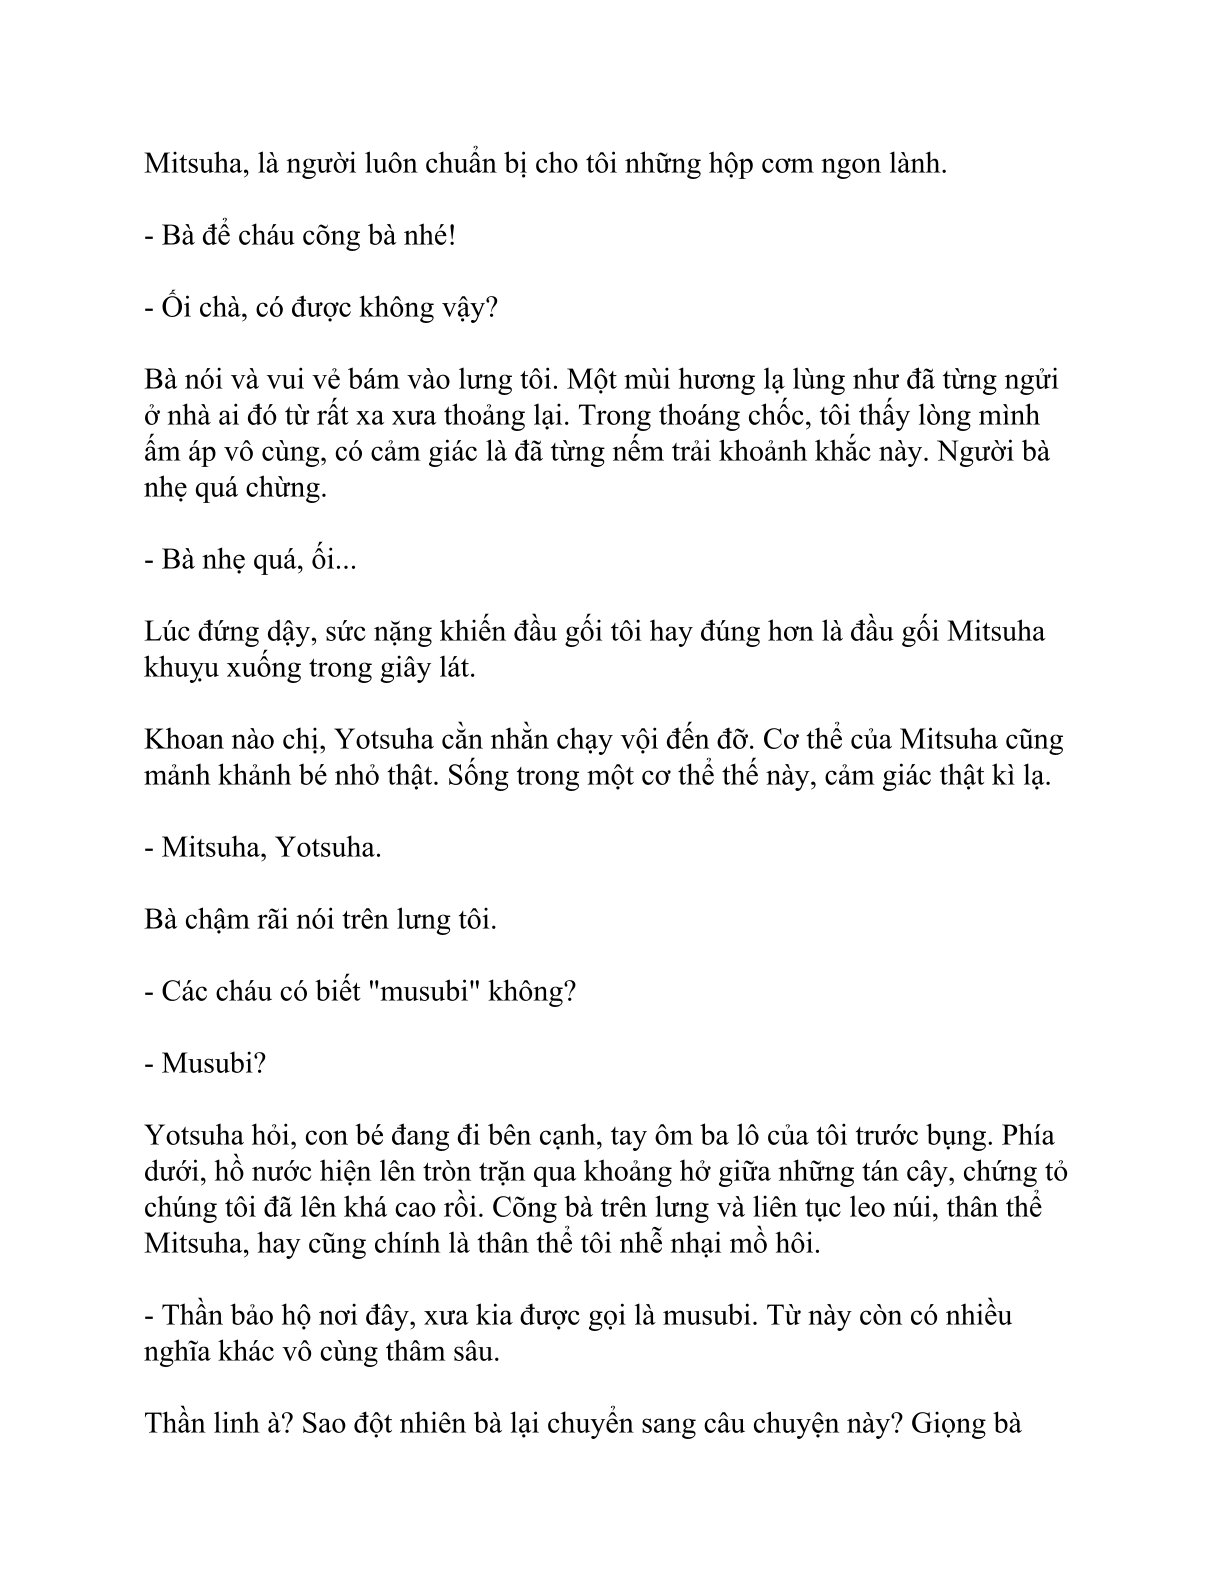 Mitsuha, là người luôn chuẩn bị cho tôi những hộp cơm ngon lành.
- Bà để cháu cõng bà nhé!
- Ối chà, có được không vậy?
Bà nói và vui vẻ bám vào lưng tôi. Một mùi hương lạ lùng như đã từng ngửi
ở nhà ai đó từ rất xa xưa thoảng lại. Trong thoáng chốc, tôi thấy lòng mình
ấm áp vô cùng, có cảm giác là đã từng nếm trải khoảnh khắc này. Người bà
nhẹ quá chừng.
- Bà nhẹ quá, ối...
Lúc đứng dậy, sức nặng khiến đầu gối tôi hay đúng hơn là đầu gối Mitsuha
khuỵu xuống trong giây lát.
Khoan nào chị, Yotsuha cằn nhằn chạy vội đến đỡ. Cơ thể của Mitsuha cũng
mảnh khảnh bé nhỏ thật. Sống trong một cơ thể thế này, cảm giác thật kì lạ.
- Mitsuha, Yotsuha.
Bà chậm rãi nói trên lưng tôi.
- Các cháu có biết "musubi" không?
- Musubi?
Yotsuha hỏi, con bé đang đi bên cạnh, tay ôm ba lô của tôi trước bụng. Phía
dưới, hồ nước hiện lên tròn trặn qua khoảng hở giữa những tán cây, chứng tỏ
chúng tôi đã lên khá cao rồi. Cõng bà trên lưng và liên tục leo núi, thân thể
Mitsuha, hay cũng chính là thân thể tôi nhễ nhại mồ hôi.
- Thần bảo hộ nơi đây, xưa kia được gọi là musubi. Từ này còn có nhiều
nghĩa khác vô cùng thâm sâu.
Thần linh à? Sao đột nhiên bà lại chuyển sang câu chuyện này? Giọng bà